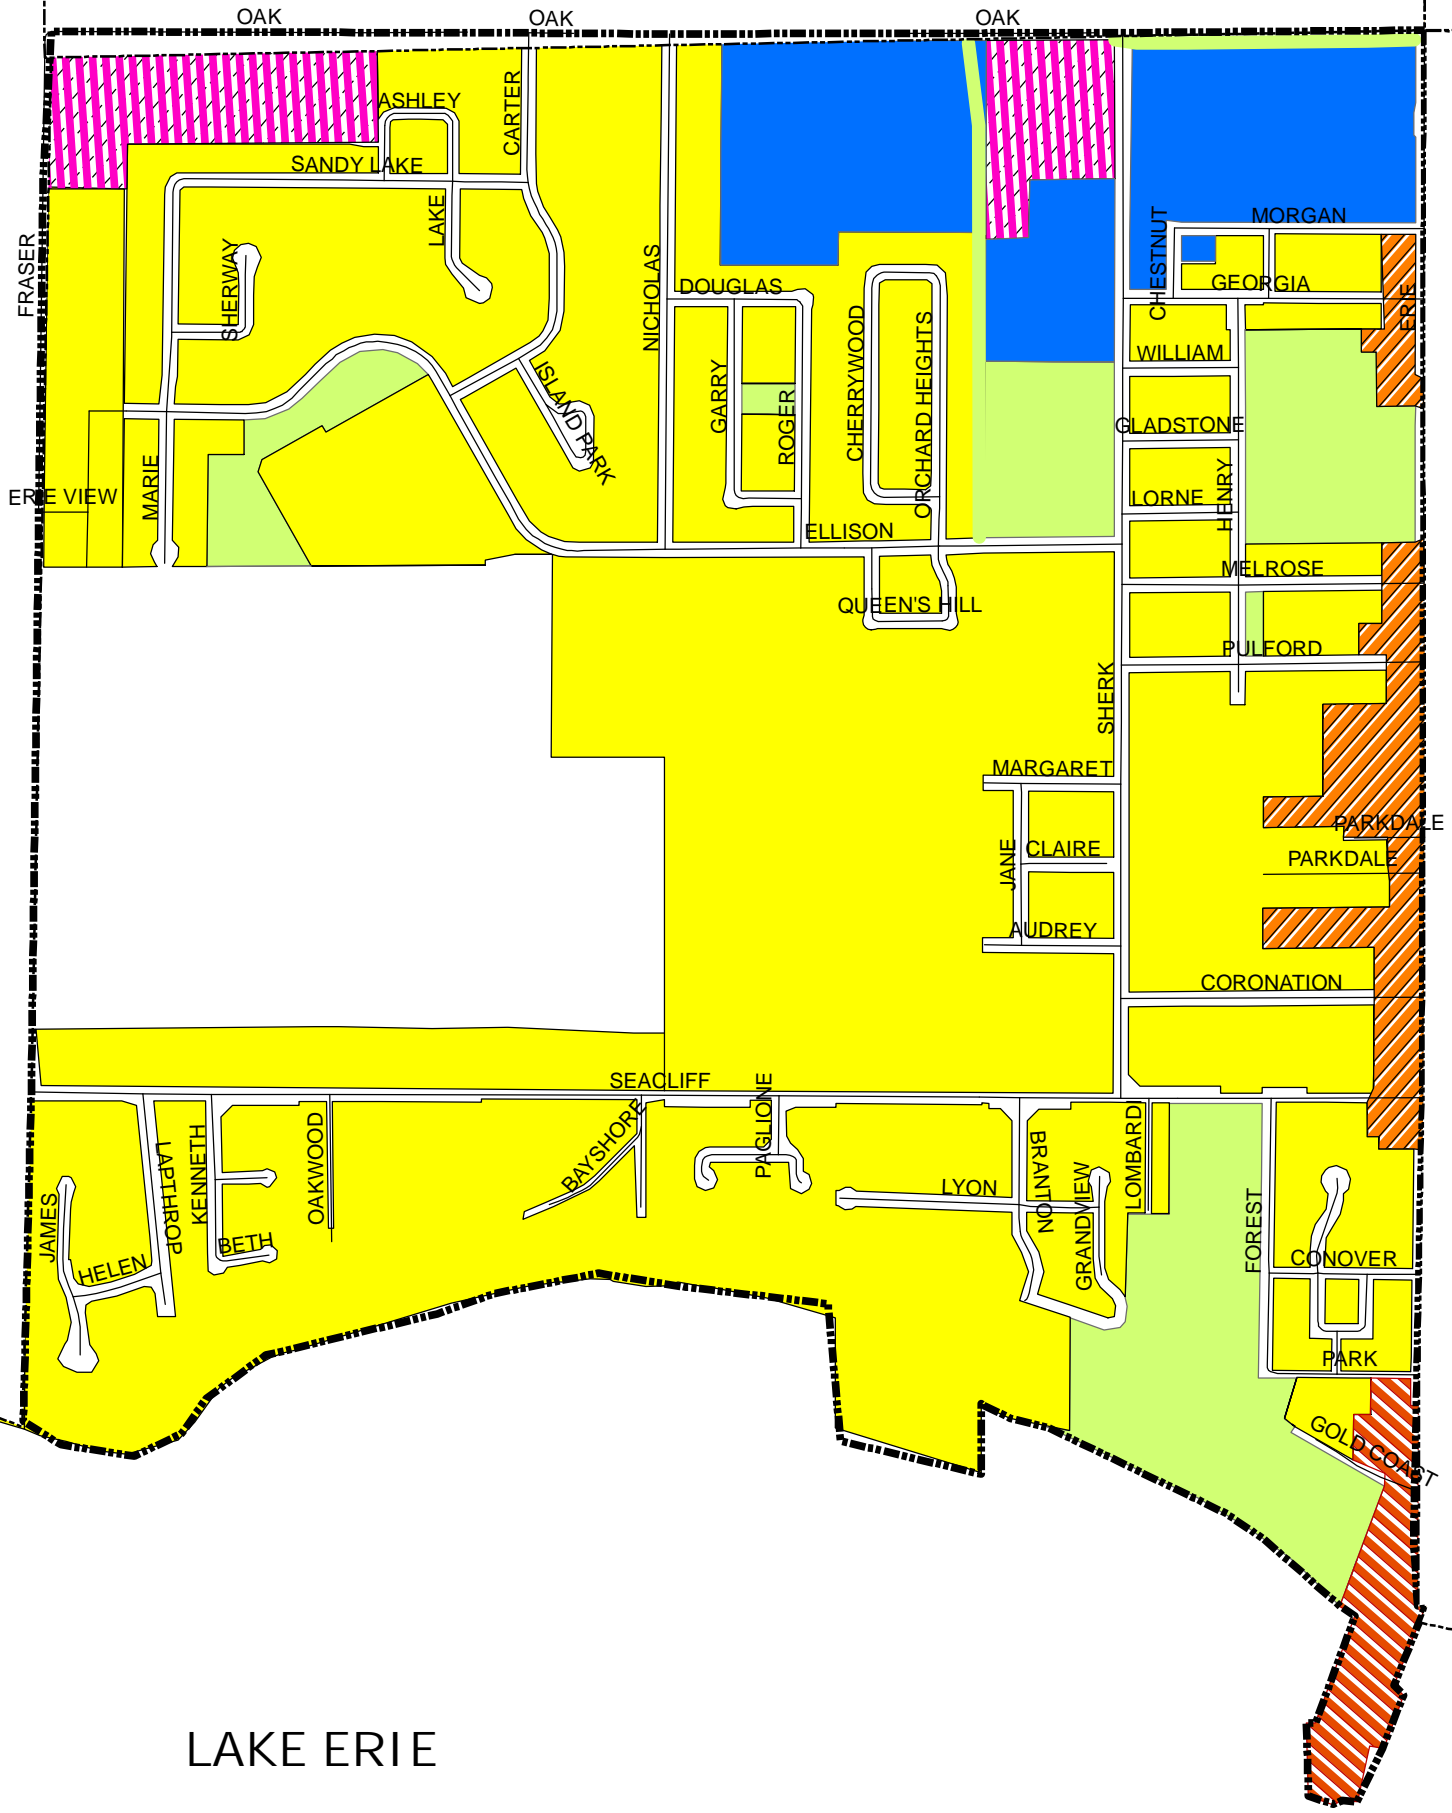 OAK
OAK
OAK
ASHLEY
CARTER
SANDY LAKE
LAKE
SHERWAY
FRASER
NICHOLAS
CHESTNUT
MORGAN
GEORGIA
ERIE
DOUGLAS
CHERRYWOOD
ORCHARD HEIGHTS
WILLIAM
ISLAND PARK
GARRY
ROGER
GLADSTONE
MARIE
ERIE VIEW
LORNE
HENRY
ELLISON
MELROSE
QUEEN'S HILL
PULFORD
SHERK
MARGARET
PARKDALE
JANE
CLAIRE
PARKDALE
AUDREY
CORONATION
SEACLIFF
PAGLIONE
BAYSHORE
OAKWOOD
KENNETH
LAPTHROP
JAMES
HELEN
BETH
LYON
BRANTON
GRANDVIEW
LOMBARDI
FOREST
CONOVER
PARK
GOLD COAST
LAKE ERIE